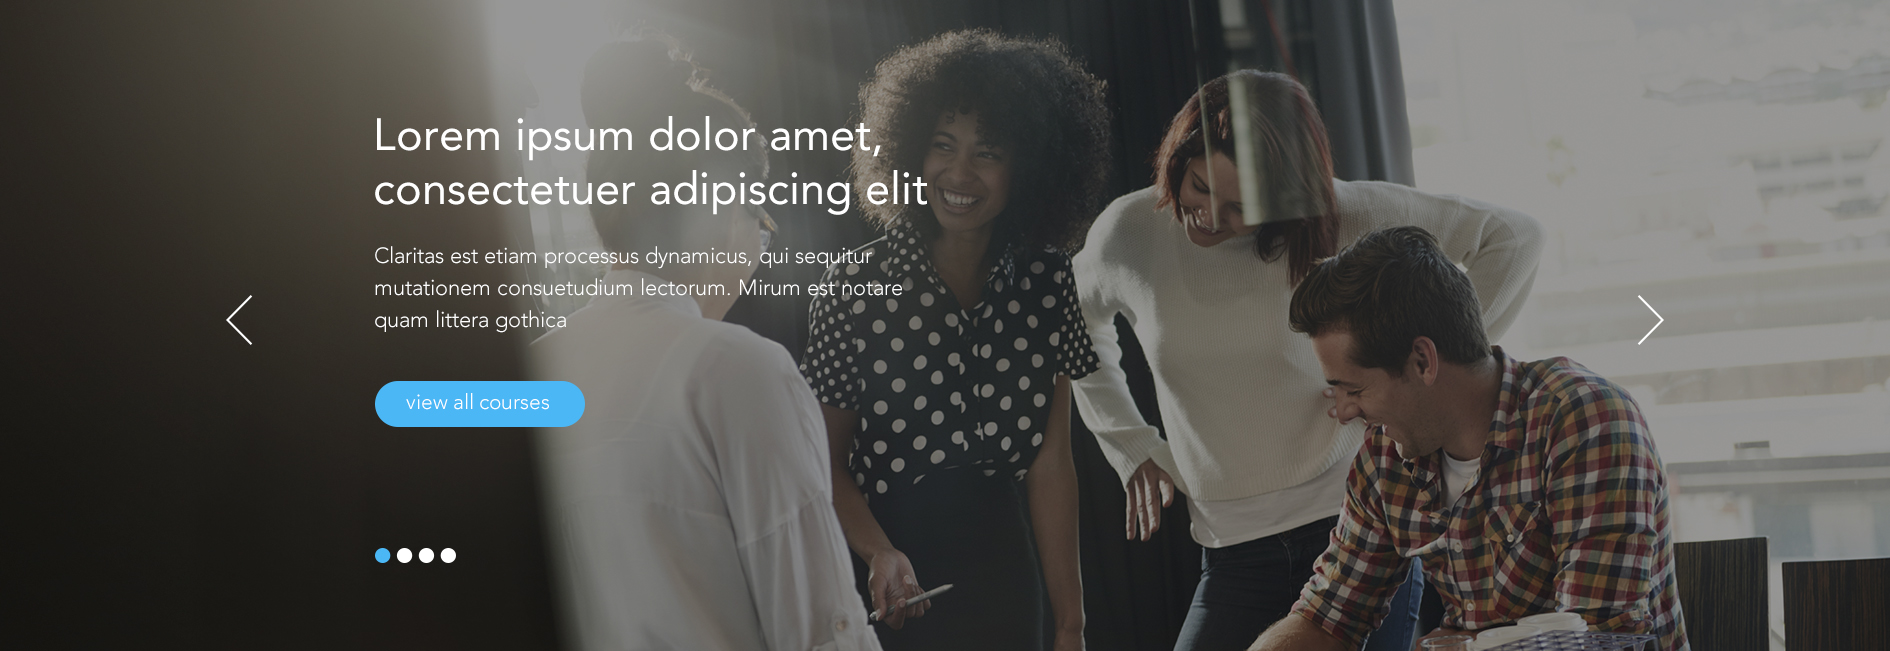 Lorem ipsum dolor amet,
consectetuer adipiscing elit
Claritas est etiam processus dynamicus, qui sequitur
mutationem consuetudium lectorum. Mirum est notare
quam littera gothica
view all courses